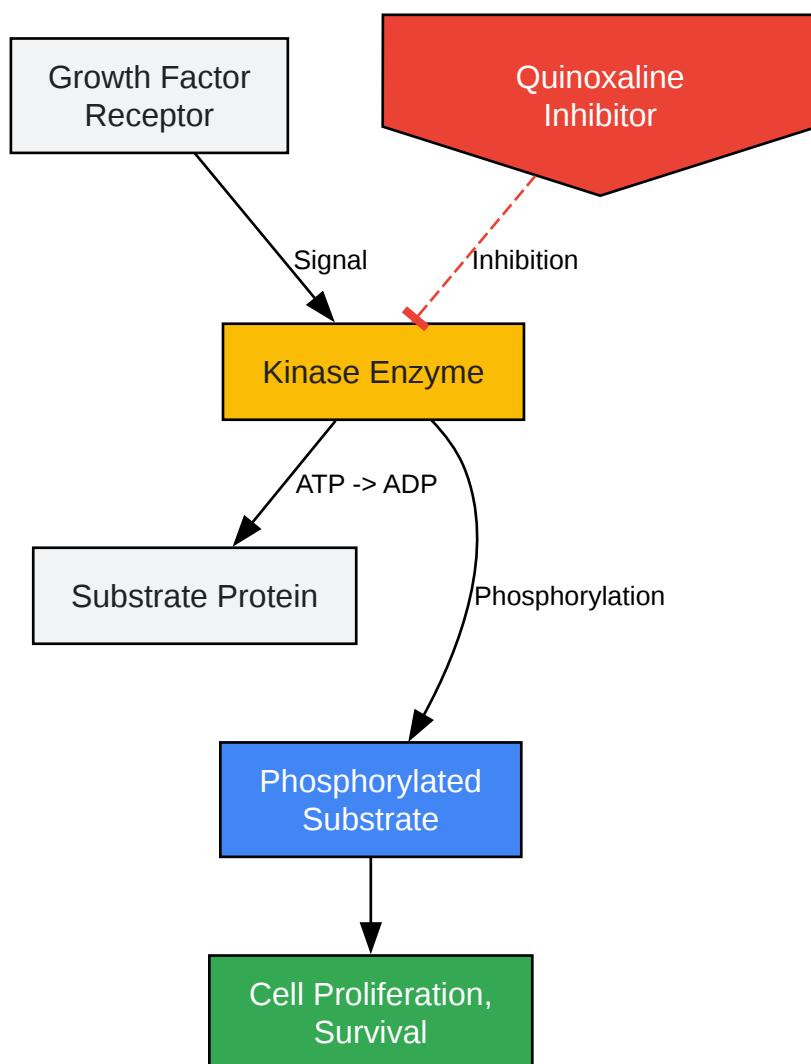 Growth Factor
Receptor
Quinoxaline
Inhibitor
Signal
Inhibition
Kinase Enzyme
ATP -> ADP
Substrate Protein
Phosphorylation
Phosphorylated
Substrate
Cell Proliferation,
Survival